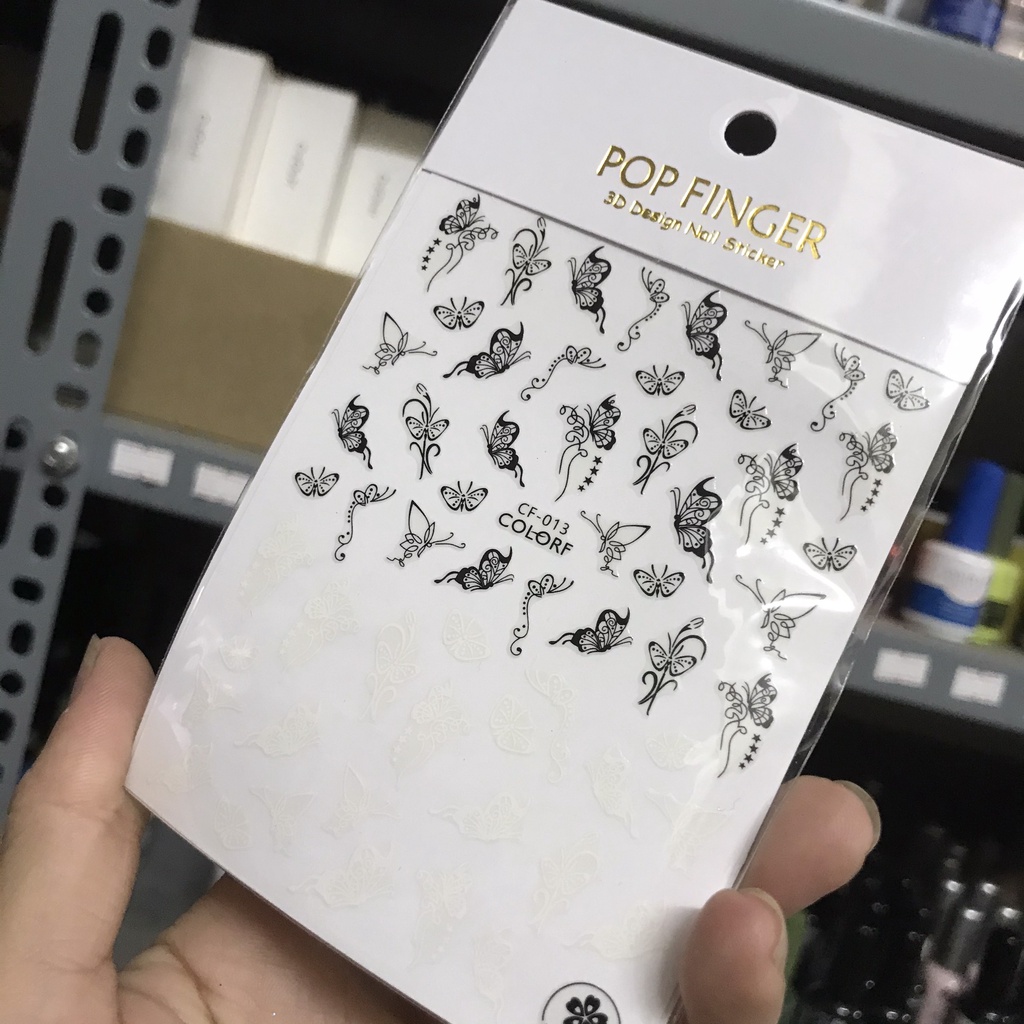 POP FINGER
3D Design Nail Sticker
CF-013
COLORF